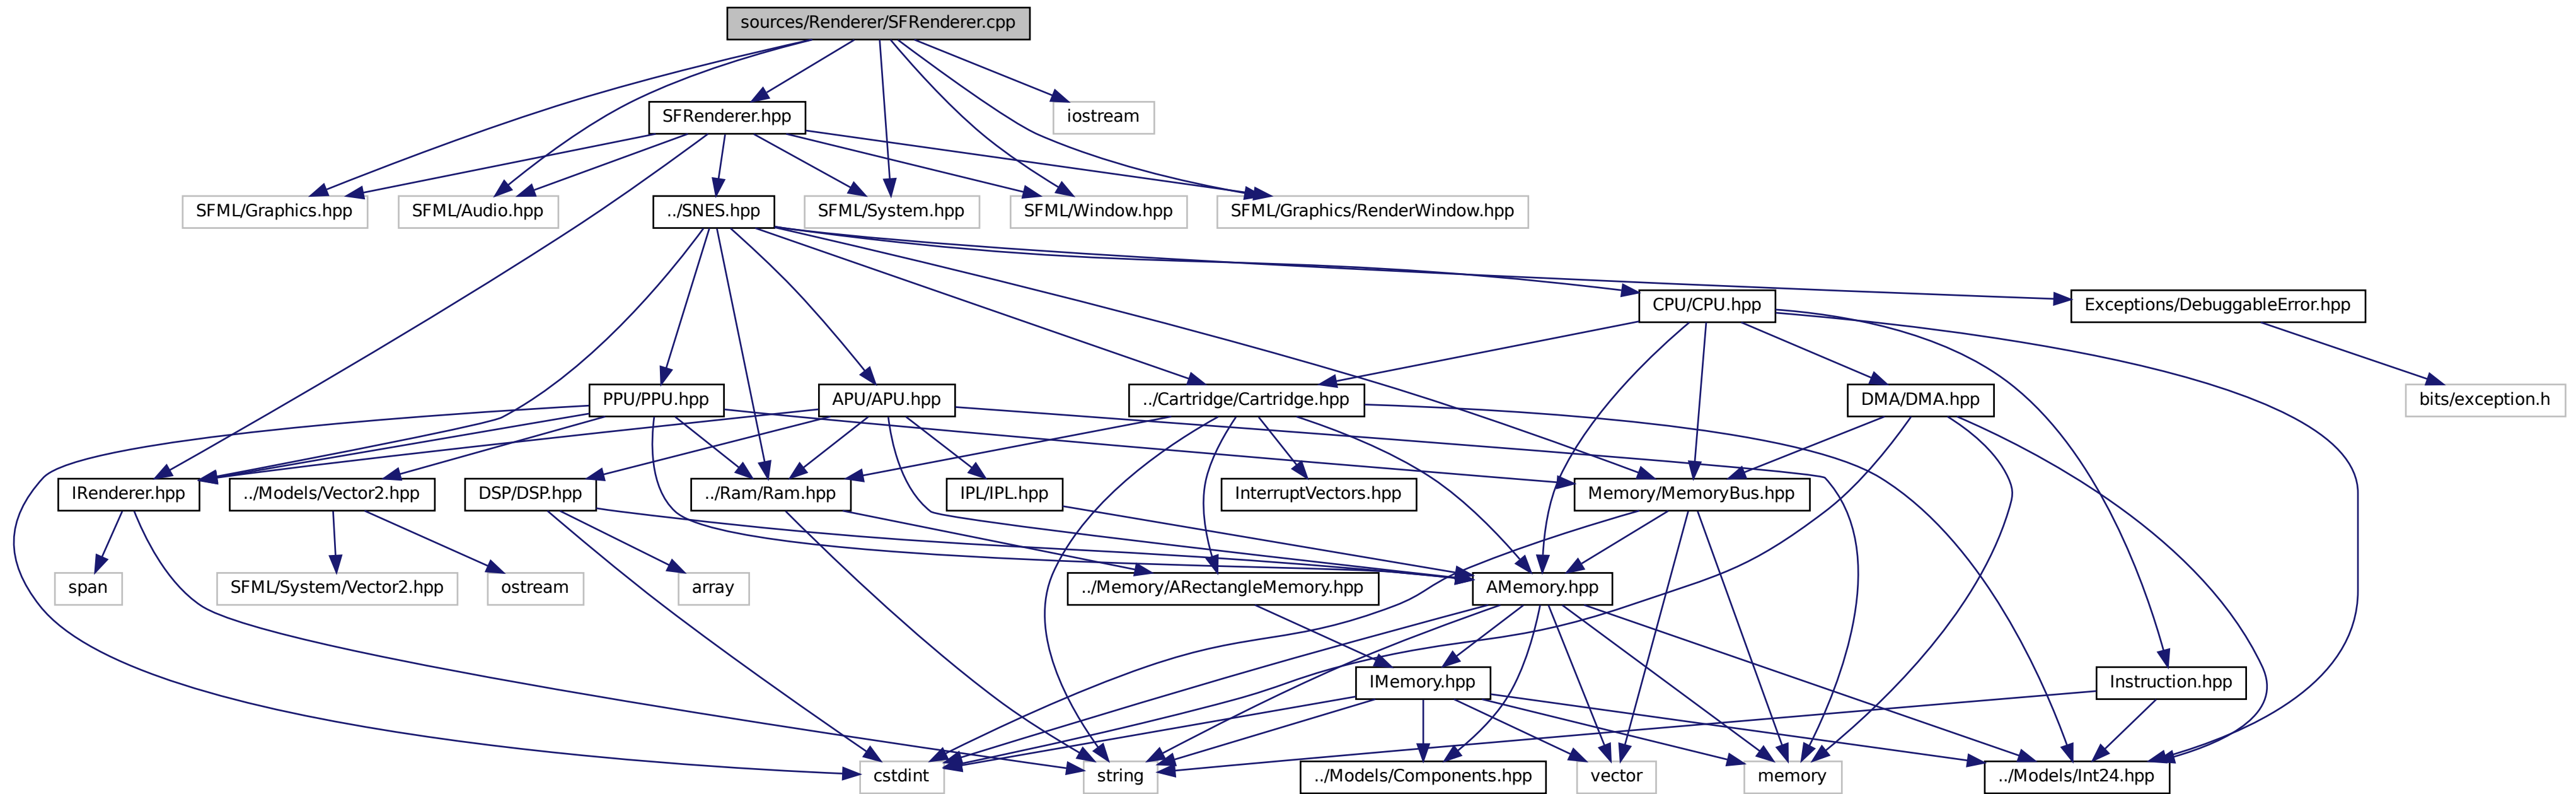 sources/Renderer/SFRenderer.cpp
SFRenderer.hpp
iostream
SFML/Graphics.hpp
SFML/Audio.hpp
../SNES.hpp
SFML/System.hpp
SFML/Window.hpp
SFML/Graphics/RenderWindow.hpp
CPU/CPU.hpp
Exceptions/DebuggableError.hpp
PPU/PPU.hpp
APU/APU.hpp
../Cartridge/Cartridge.hpp
DMA/DMA.hpp
bits/exception.h
IRenderer.hpp
../Models/Vector2.hpp
DSP/DSP.hpp
../Ram/Ram.hpp
IPL/IPL.hpp
InterruptVectors.hpp
Memory/MemoryBus.hpp
span
SFML/System/Vector2.hpp
ostream
array
../Memory/ARectangleMemory.hpp
AMemory.hpp
IMemory.hpp
Instruction.hpp
cstdint
string
../Models/Components.hpp
vector
memory
../Models/Int24.hpp